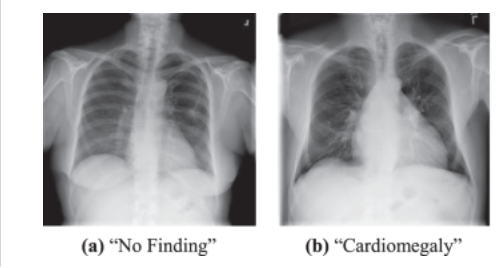 (a) “No Finding”
(b) “Cardiomegaly”